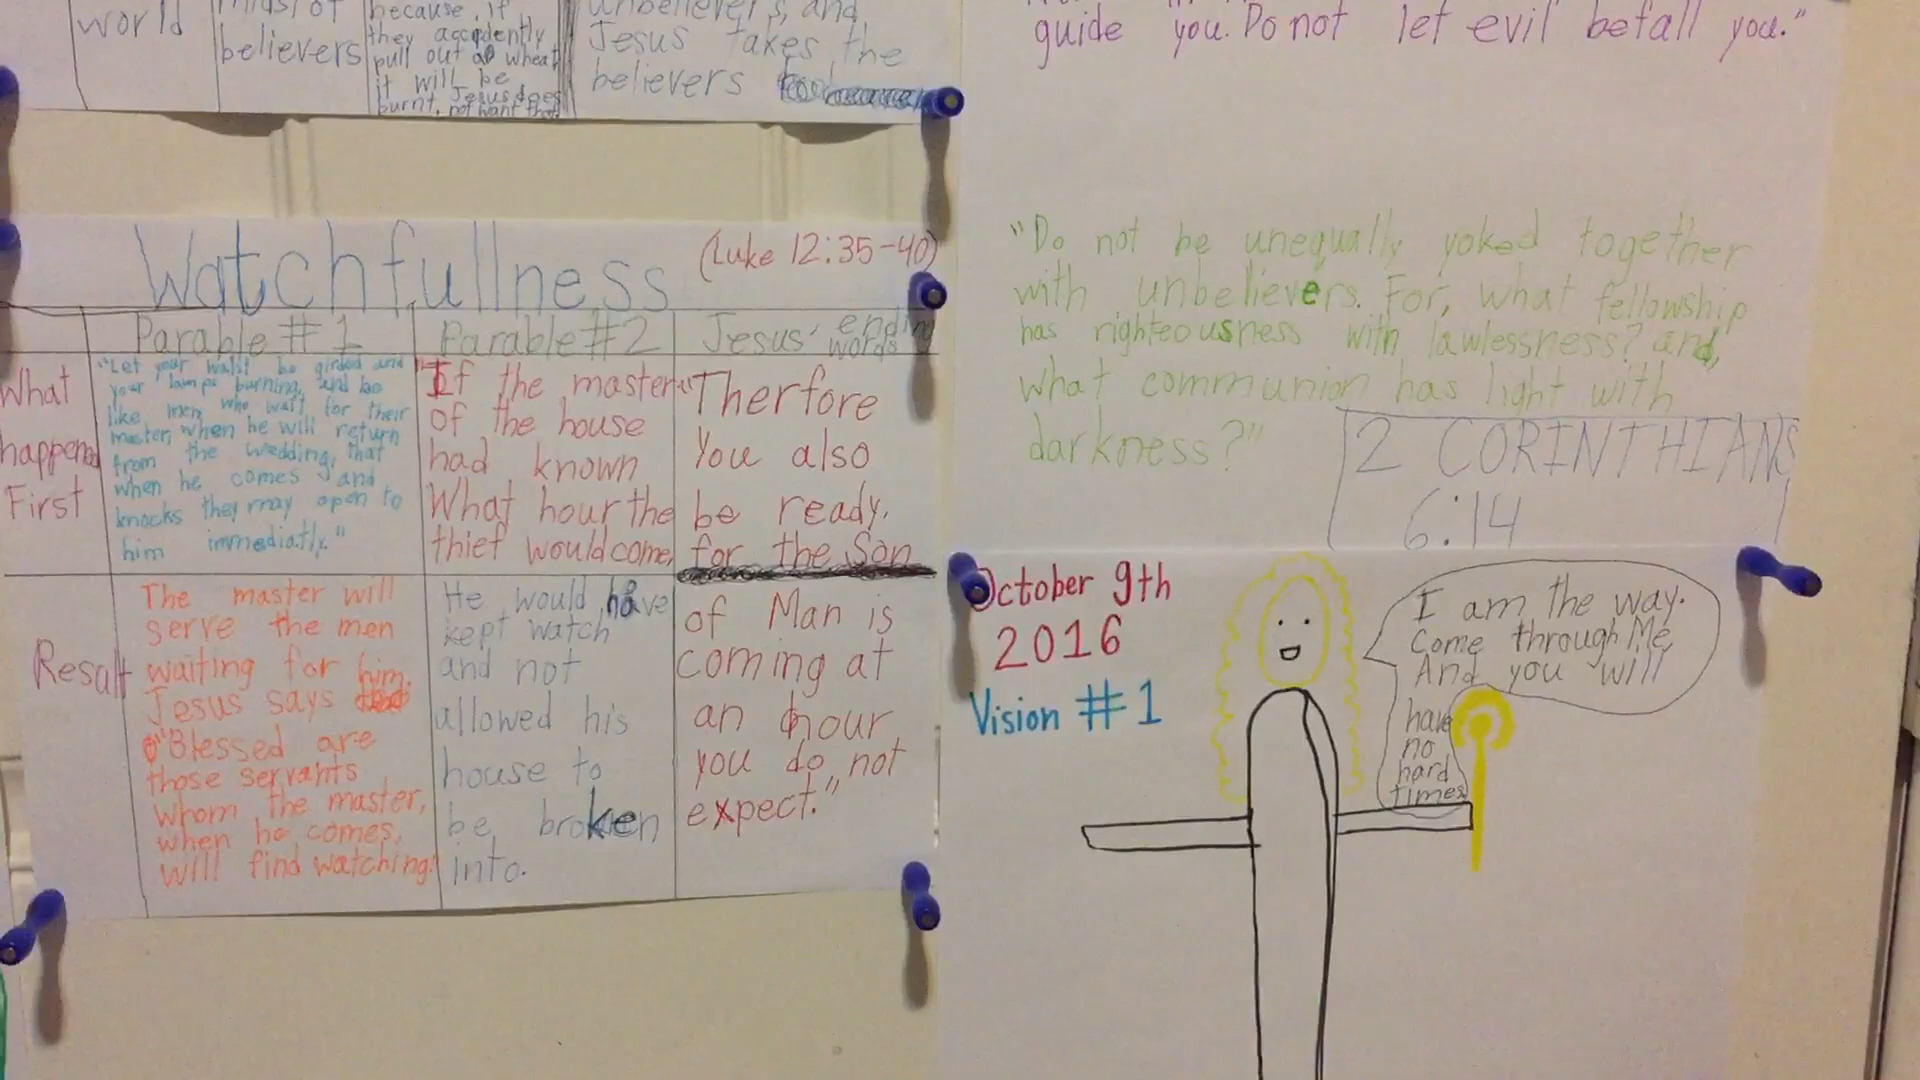 world
believers
because, if
they accidently
pull out a wheat
it will be
burnt. Jesus does
not want that
unbelievers, and
Jesus takes the
believers
guide you. Do not let evil befall you."
Watchfullness
(Luke 12:35-40)
Parable #1
Parable #2
Jesus' ending
words
What
happened
First
"Let your waist be girded and
your lamps burning, and be
like men who wait for their
master, when he will return
from the wedding, that
when he comes and
knocks they may open to
him immediatly."
"If the master
of the house
had known
What hour the
thief would come,
"Therfore
You also
be ready,
for the Son
Result
The master will
serve the men
waiting for him.
Jesus says
"Blessed are
those servants
whom the master,
when he comes,
will find watching."
He would have
kept watch
and not
allowed his
house to
be broken
into.
of Man is
coming at
an hour
you do not
expect."
"Do not be unequally yoked together
with unbelievers. For, what fellowship
has righteousness with lawlessness? and,
what communion has light with
darkness?"
2 CORINTHIANS
6:14
October 9th
2016
Vision #1
I am the way.
Come through Me
And you will
have
no
hard
times